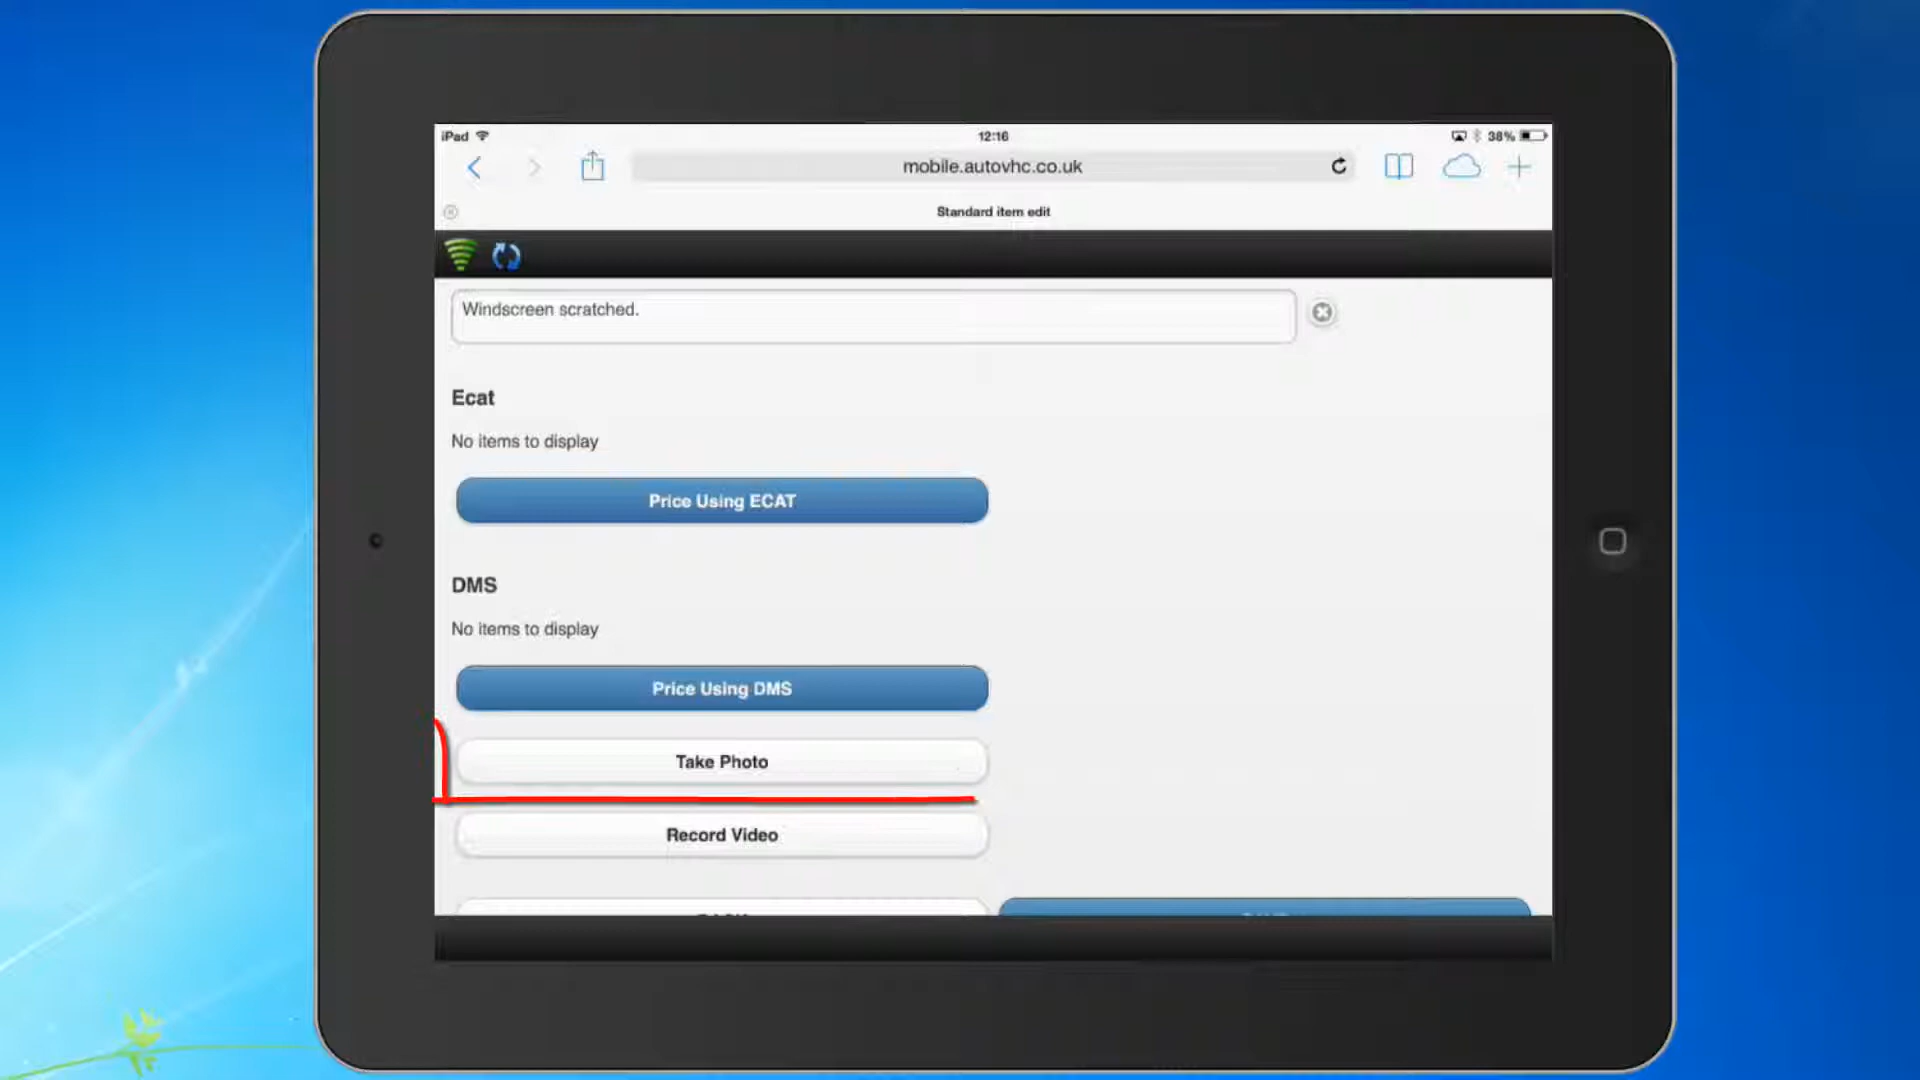 iPad 12:16 38%
mobile.autovhc.co.uk
Standard item edit
Windscreen scratched.
Ecat
No items to display
Price Using ECAT
DMS
No items to display
Price Using DMS
Take Photo
Record Video